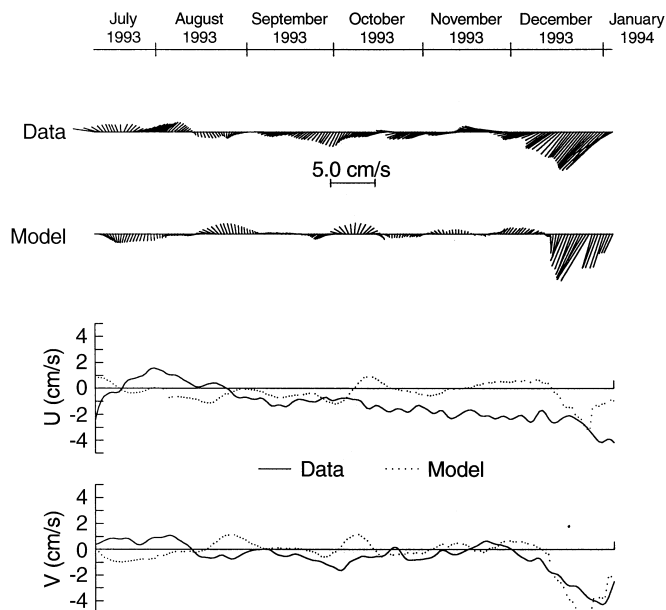 July August September October November December January
1993 1993 1993 1993 1993 1993 1994
Data
5.0 cm/s
Model
4
2
0
-2
-4
U (cm/s)
Data Model
4
2
0
-2
-4
V (cm/s)